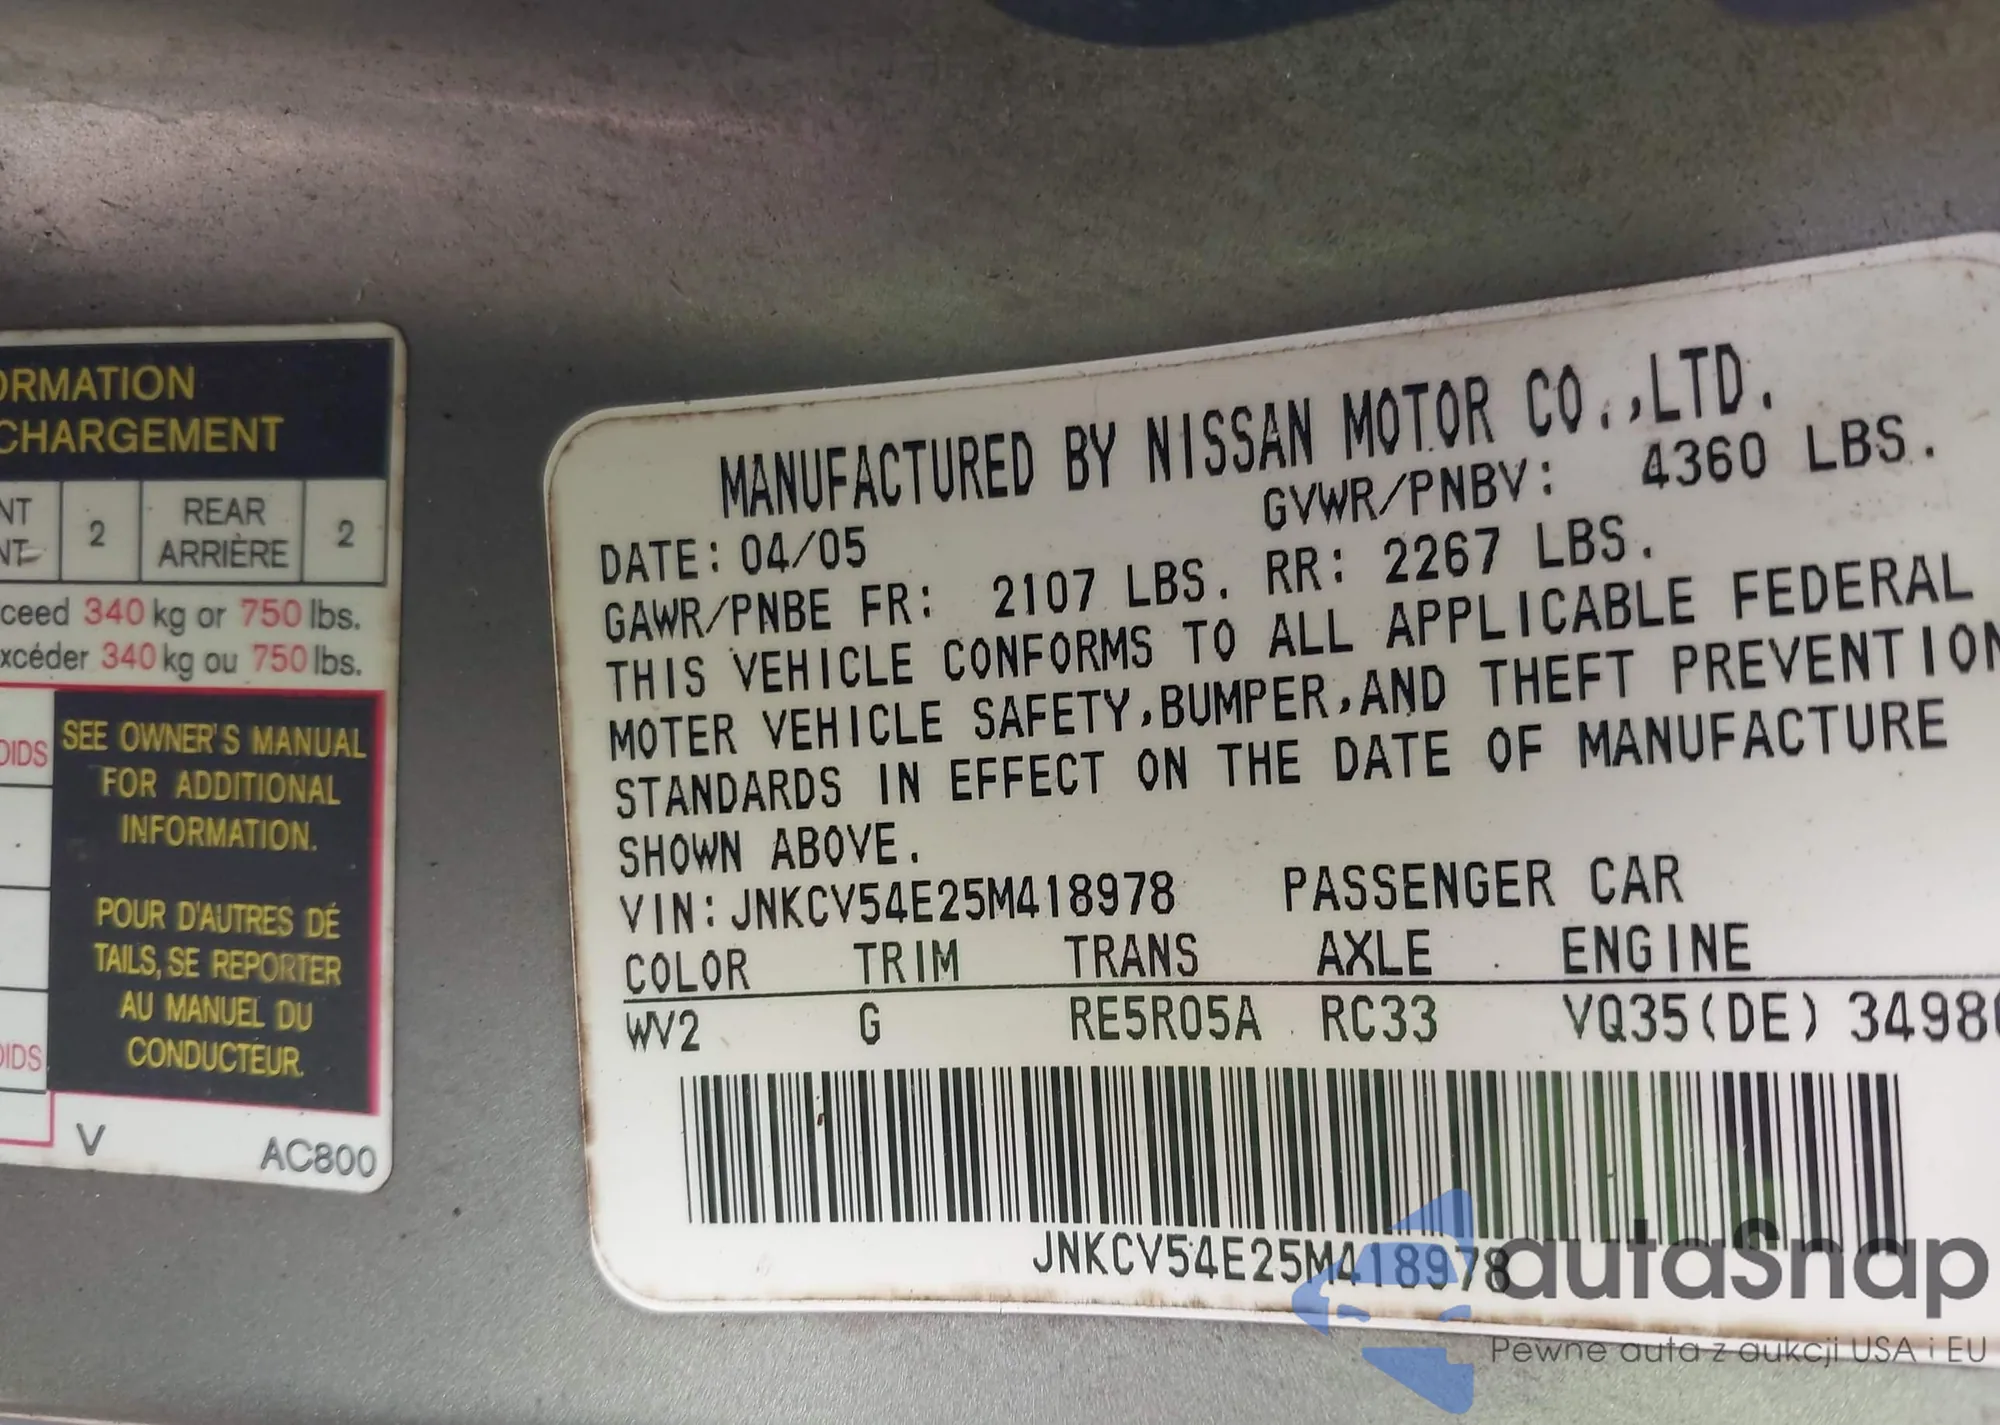 ORMATION
CHARGEMENT
NT 2 REAR 2
NT ARRIÈRE
ceed 340 kg or 750 lbs.
xcéder 340 kg ou 750 lbs.
OIDS
SEE OWNER'S MANUAL
FOR ADDITIONAL
INFORMATION.
POUR D'AUTRES DÉ
TAILS, SE REPORTER
AU MANUEL DU
CONDUCTEUR.
OIDS
V AC800
MANUFACTURED BY NISSAN MOTOR CO.,LTD.
GVWR/PNBV: 4360 LBS.
DATE: 04/05
GAWR/PNBE FR: 2107 LBS. RR: 2267 LBS.
THIS VEHICLE CONFORMS TO ALL APPLICABLE FEDERAL
MOTER VEHICLE SAFETY,BUMPER,AND THEFT PREVENTION
STANDARDS IN EFFECT ON THE DATE OF MANUFACTURE
SHOWN ABOVE.
VIN:JNKCV54E25M418978 PASSENGER CAR
COLOR TRIM TRANS AXLE ENGINE
WV2 G RE5R05A RC33 VQ35(DE) 3498
JNKCV54E25M418978
autaSnap
Pewne auta z aukcji USA i EU